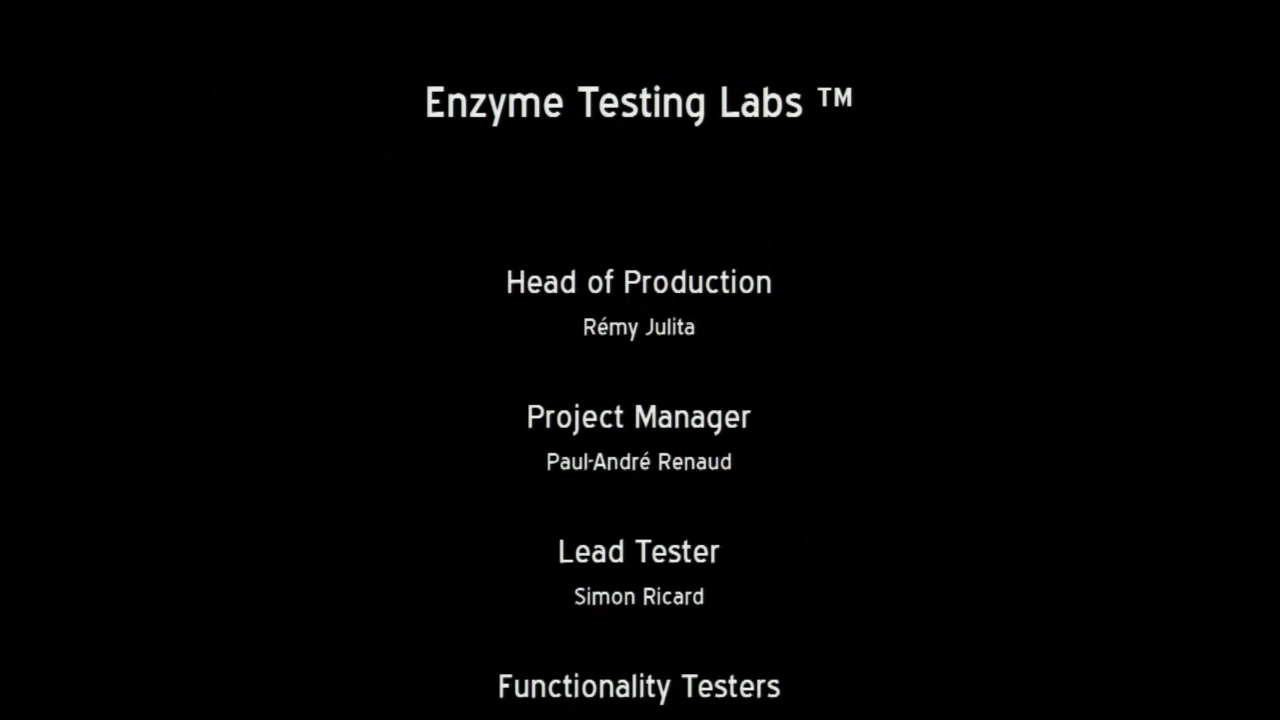 Enzyme Testing Labs ™
Head of Production
Rémy Julita
Project Manager
Paul-André Renaud
Lead Tester
Simon Ricard
Functionality Testers